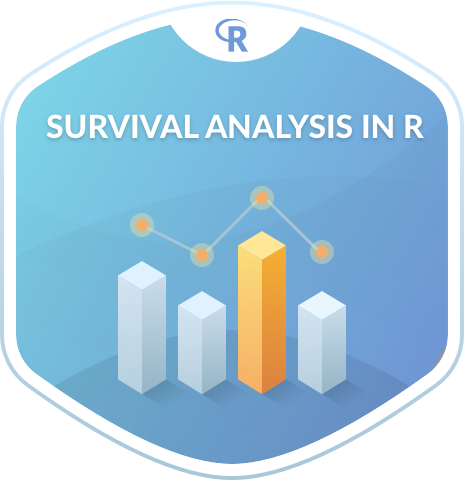 R
SURVIVAL ANALYSIS IN R